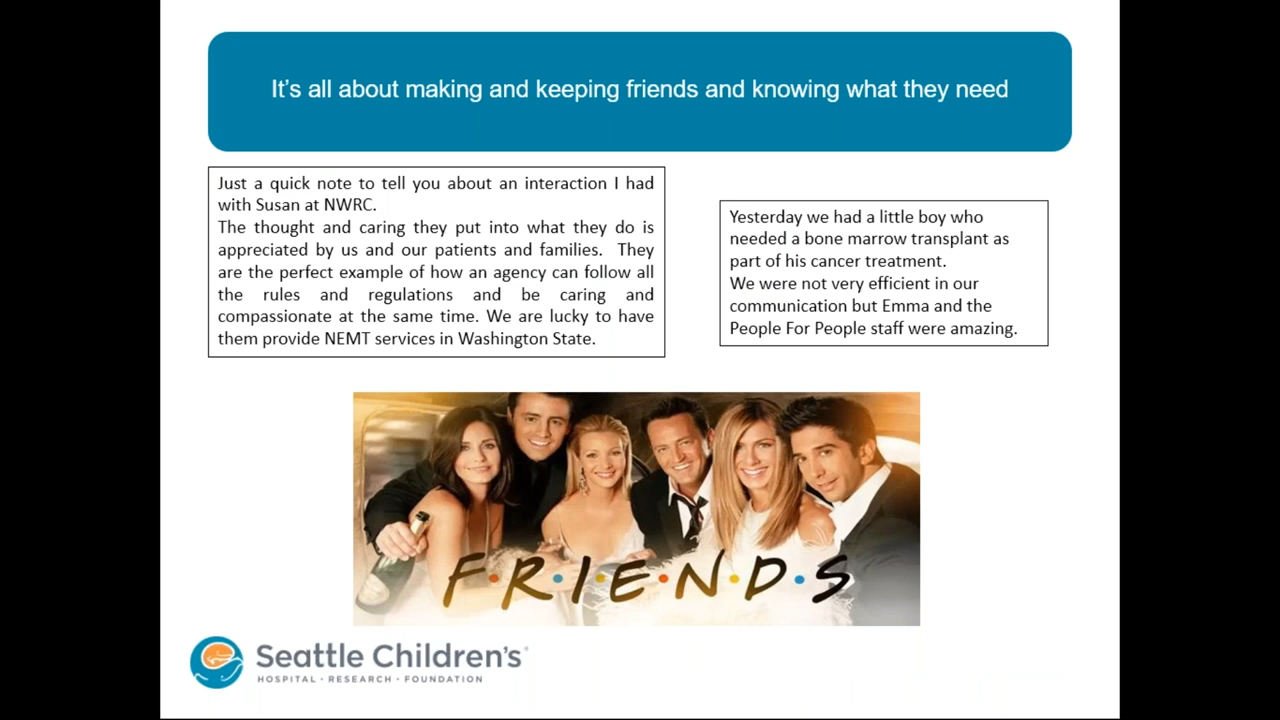 It's all about making and keeping friends and knowing what they need
Just a quick note to tell you about an interaction I had
with Susan at NWRC.
The thought and caring they put into what they do is
appreciated by us and our patients and families. They
are the perfect example of how an agency can follow all
the rules and regulations and be caring and
compassionate at the same time. We are lucky to have
them provide NEMT services in Washington State.
Yesterday we had a little boy who
needed a bone marrow transplant as
part of his cancer treatment.
We were not very efficient in our
communication but Emma and the
People For People staff were amazing.
F•R•I•E•N•D•S
Seattle Children's®
HOSPITAL • RESEARCH • FOUNDATION